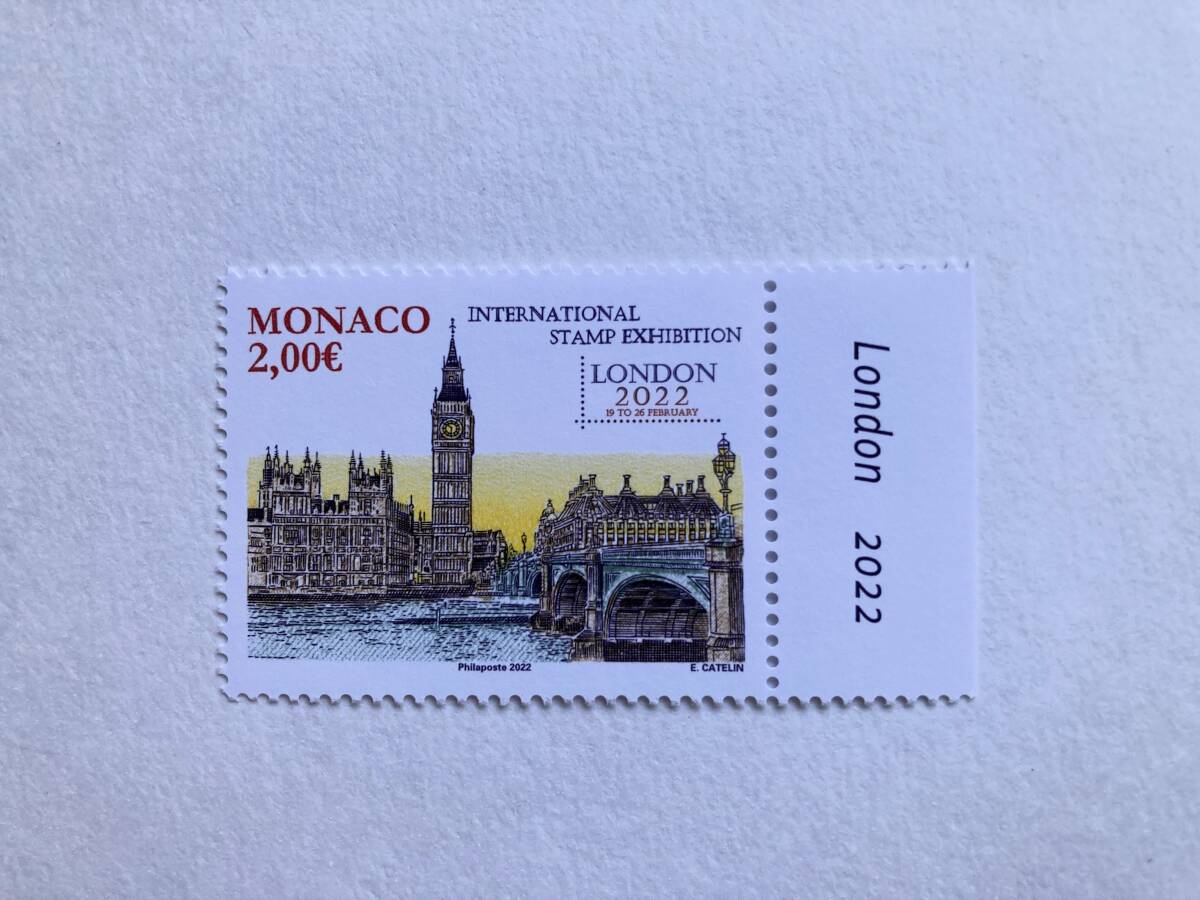 MONACO
2,00€
INTERNATIONAL
STAMP EXHIBITION
LONDON
2022
19 TO 26 FEBRUARY
Philaposte 2022
E. CATELIN
London 2022